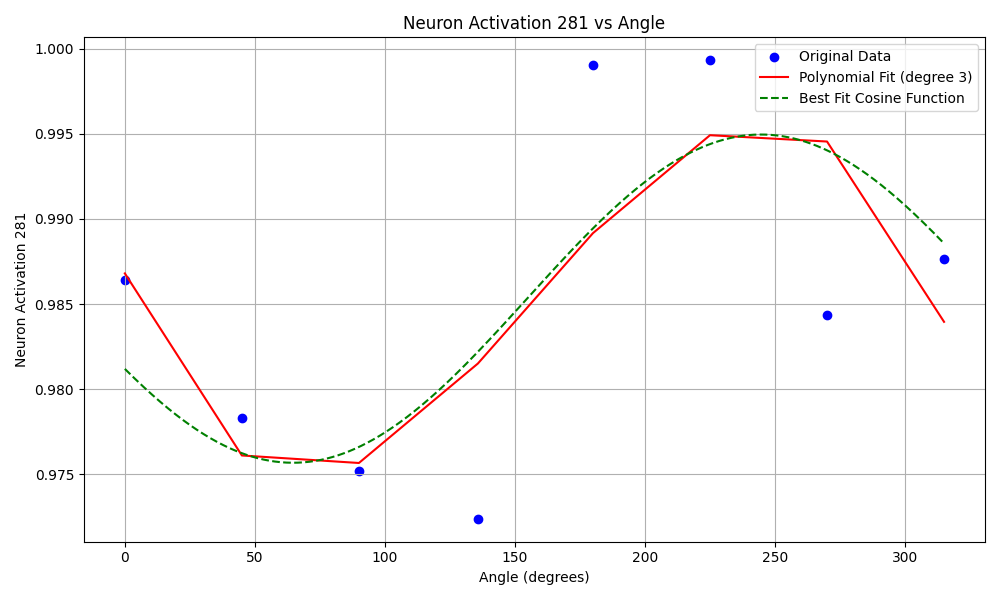 Neuron Activation 281 vs Angle
Original Data
Polynomial Fit (degree 3)
Best Fit Cosine Function
Neuron Activation 281
1.000
0.995
0.990
0.985
0.980
0.975
0
50
100
150
200
250
300
Angle (degrees)